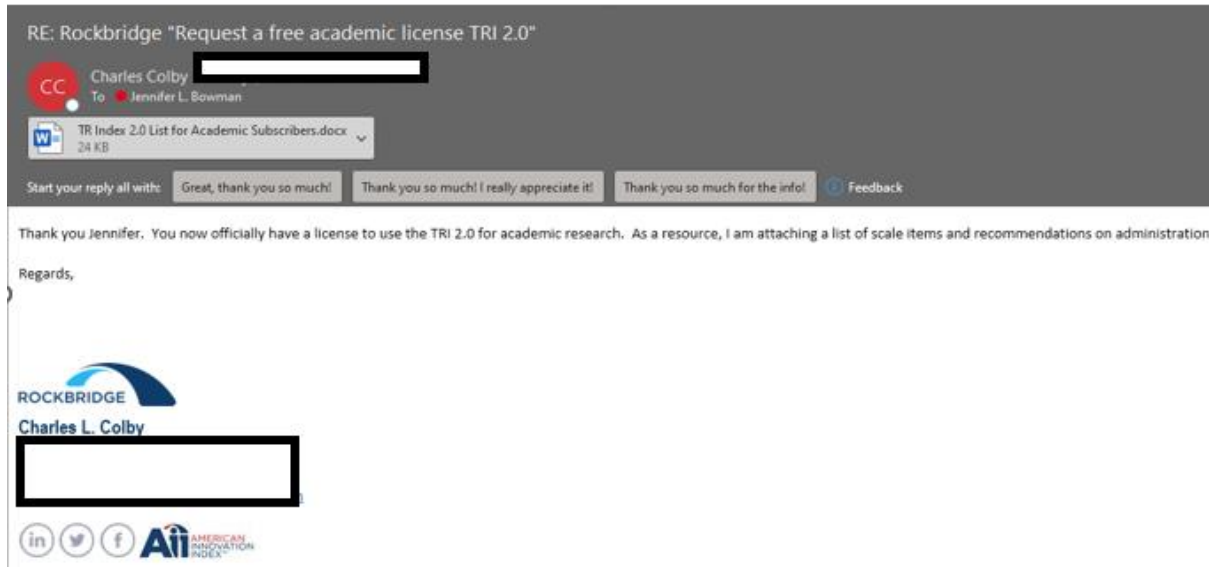 RE: Rockbridge "Request a free academic license TRI 2.0"
CC
Charles Colby
To Jennifer L. Bowman
TR Index 2.0 List for Academic Subscribers.docx
24 KB
Start your reply all with: Great, thank you so much! Thank you so much! I really appreciate it! Thank you so much for the info! Feedback
Thank you Jennifer. You now officially have a license to use the TRI 2.0 for academic research. As a resource, I am attaching a list of scale items and recommendations on administration
Regards,
ROCKBRIDGE
Charles L. Colby
in f Aii AMERICAN
INNOVATION
INDEX